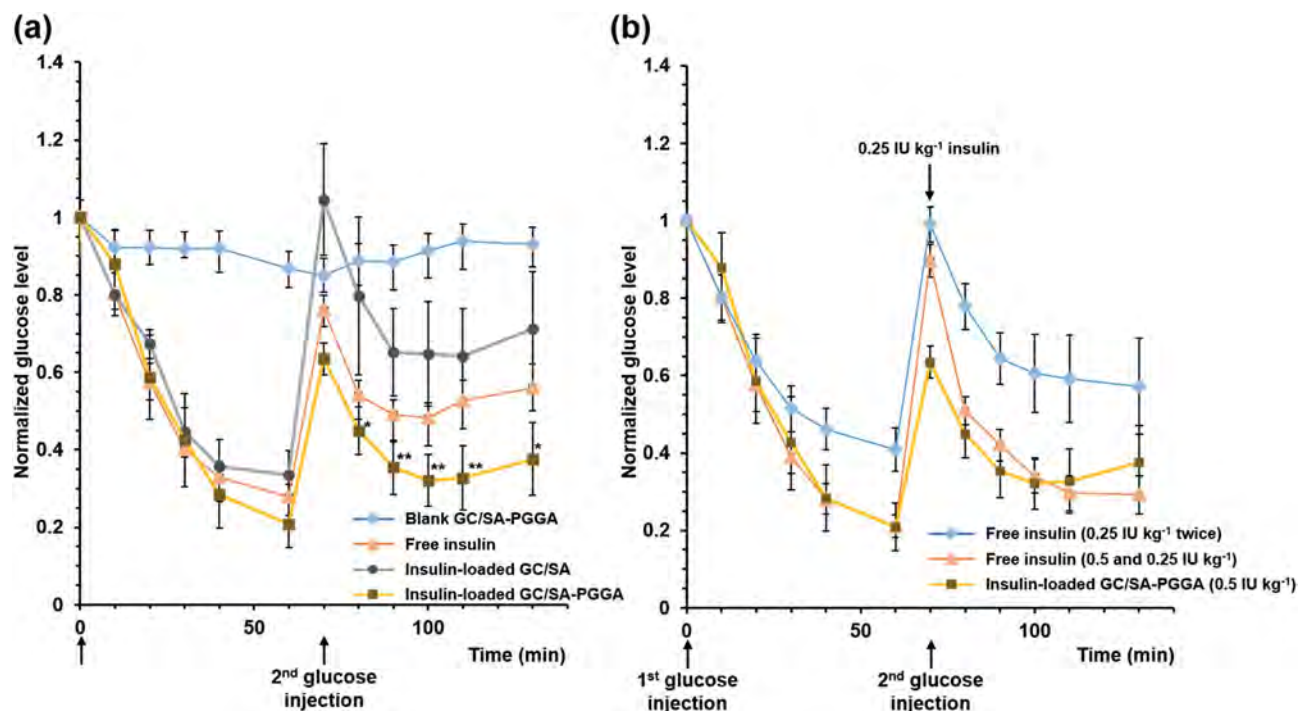 (a)
Normalized glucose level
1.4
1.2
1
0.8
0.6
0.4
0.2
0
0
50
100
*
**
**
**
*
Blank GC/SA-PGGA
Free insulin
Insulin-loaded GC/SA
Insulin-loaded GC/SA-PGGA
Time (min)
2nd glucose
injection
(b)
Normalized glucose level
1.4
1.2
1
0.8
0.6
0.4
0.2
0
0
50
100
0.25 IU kg-1 insulin
Free insulin (0.25 IU kg-1 twice)
Free insulin (0.5 and 0.25 IU kg-1)
Insulin-loaded GC/SA-PGGA (0.5 IU kg-1)
Time (min)
1st glucose
injection
2nd glucose
injection